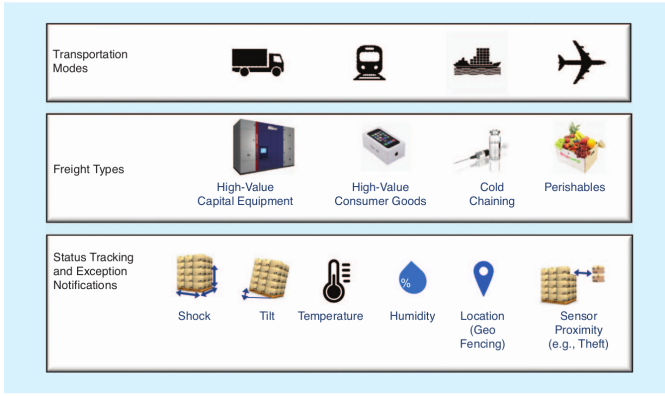 Transportation
Modes
Freight Types
High-Value
Capital Equipment
High-Value
Consumer Goods
Cold
Chaining
Perishables
Status Tracking
and Exception
Notifications
%
Shock
Tilt
Temperature
Humidity
Location
(Geo
Fencing)
Sensor
Proximity
(e.g., Theft)